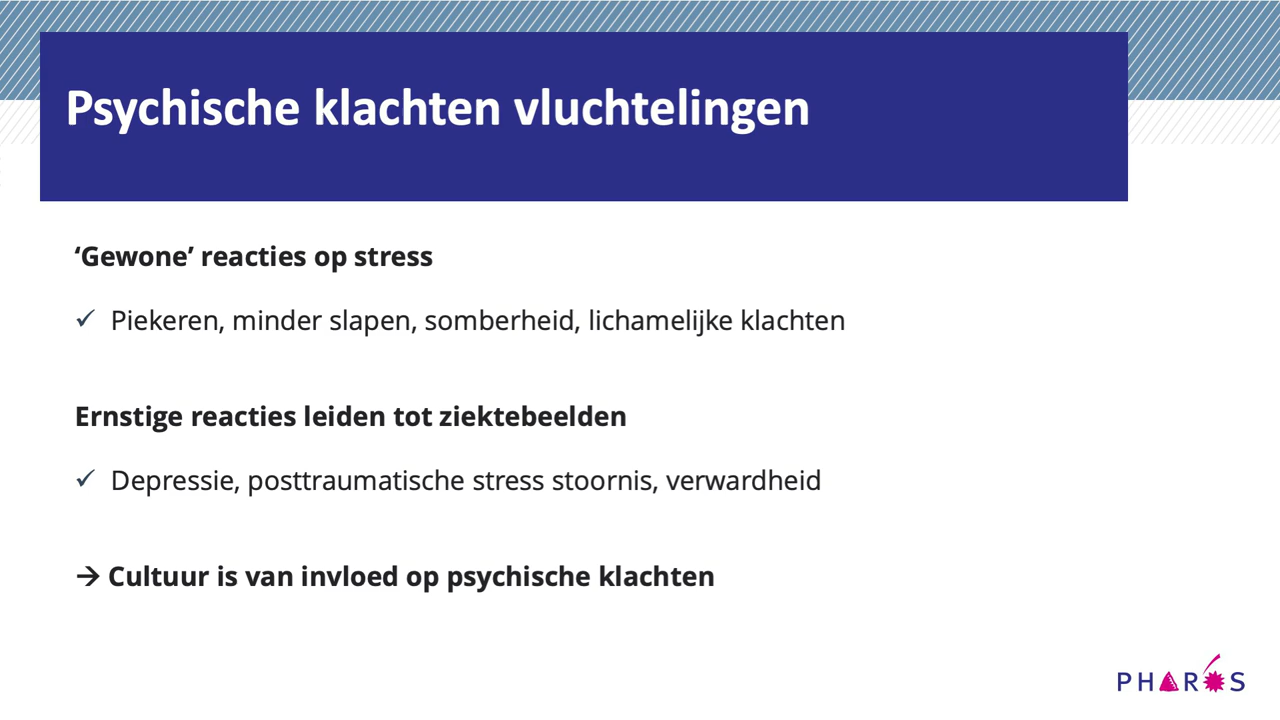 Psychische klachten vluchtelingen
‘Gewone’ reacties op stress
✓ Piekeren, minder slapen, somberheid, lichamelijke klachten
Ernstige reacties leiden tot ziektebeelden
✓ Depressie, posttraumatische stress stoornis, verwardheid
→ Cultuur is van invloed op psychische klachten
PHAROS